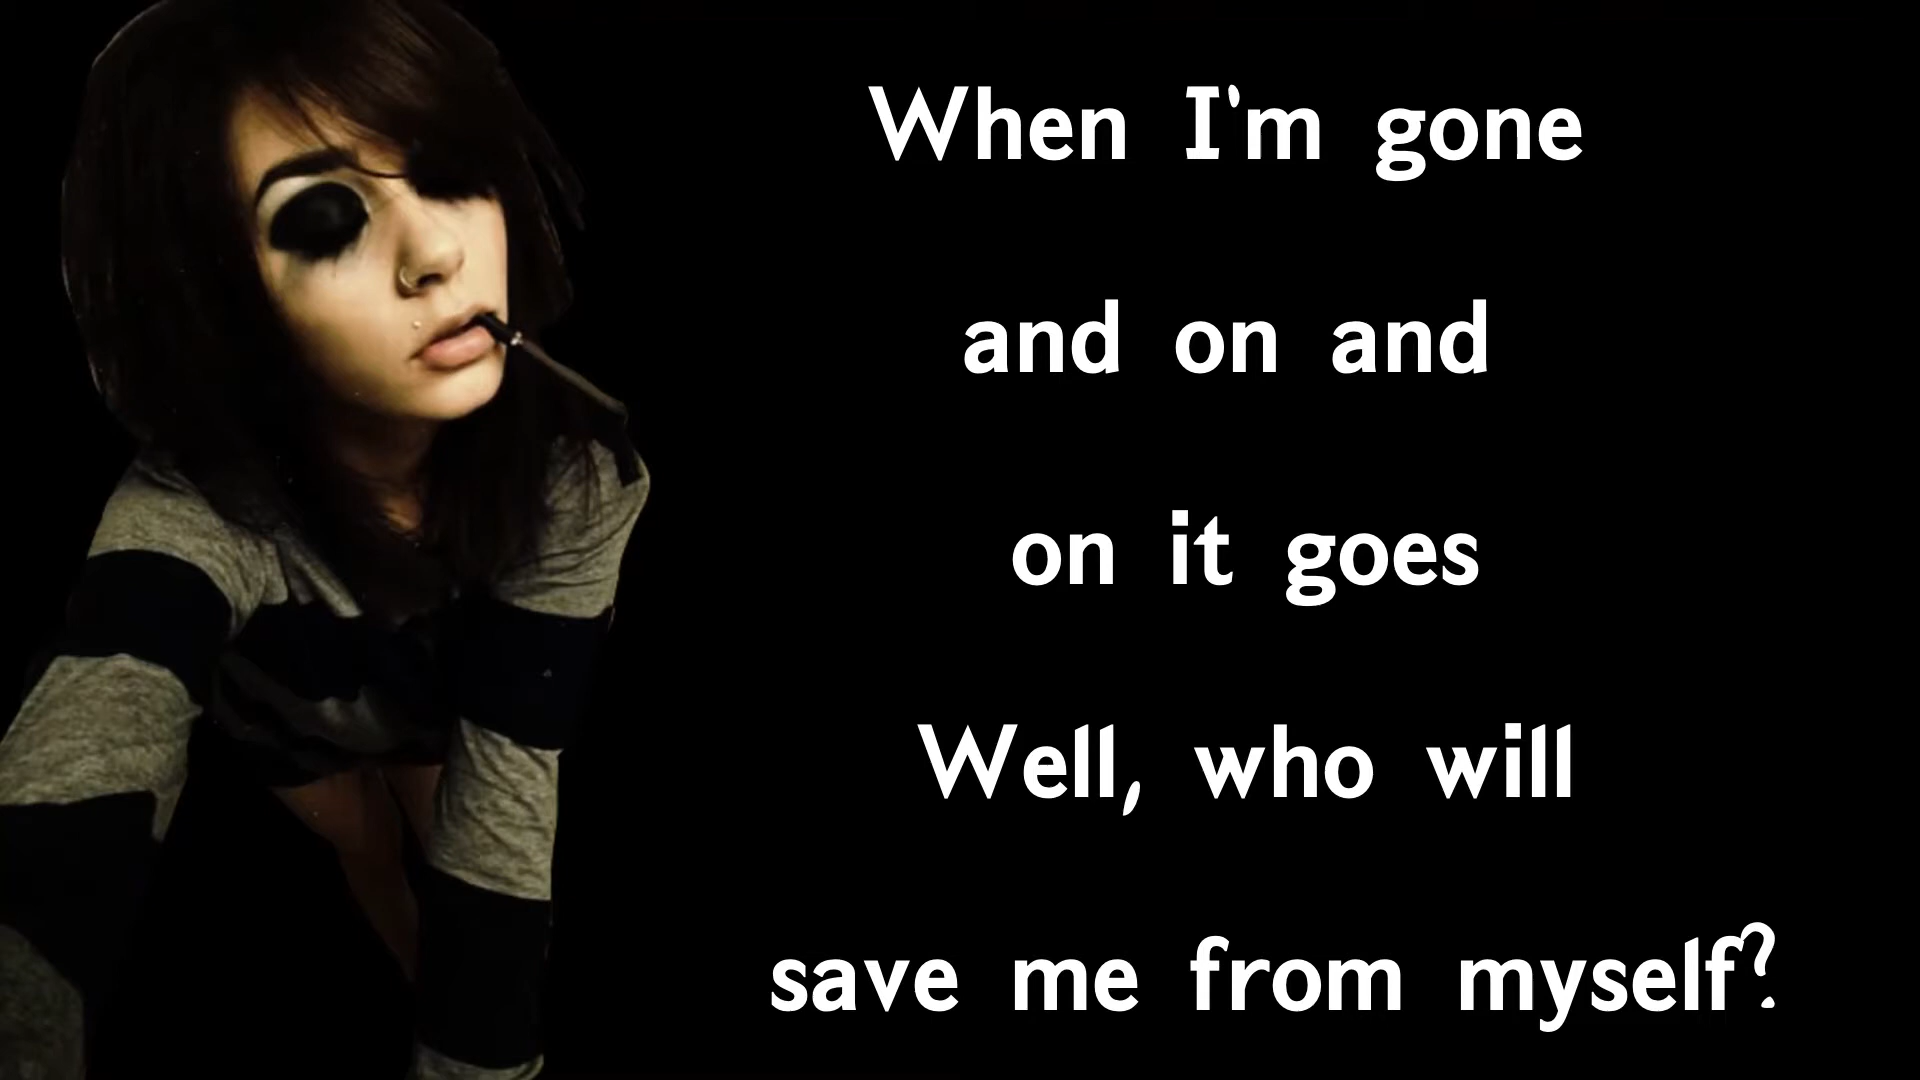 When I'm gone
and on and
on it goes
Well, who will
save me from myself?